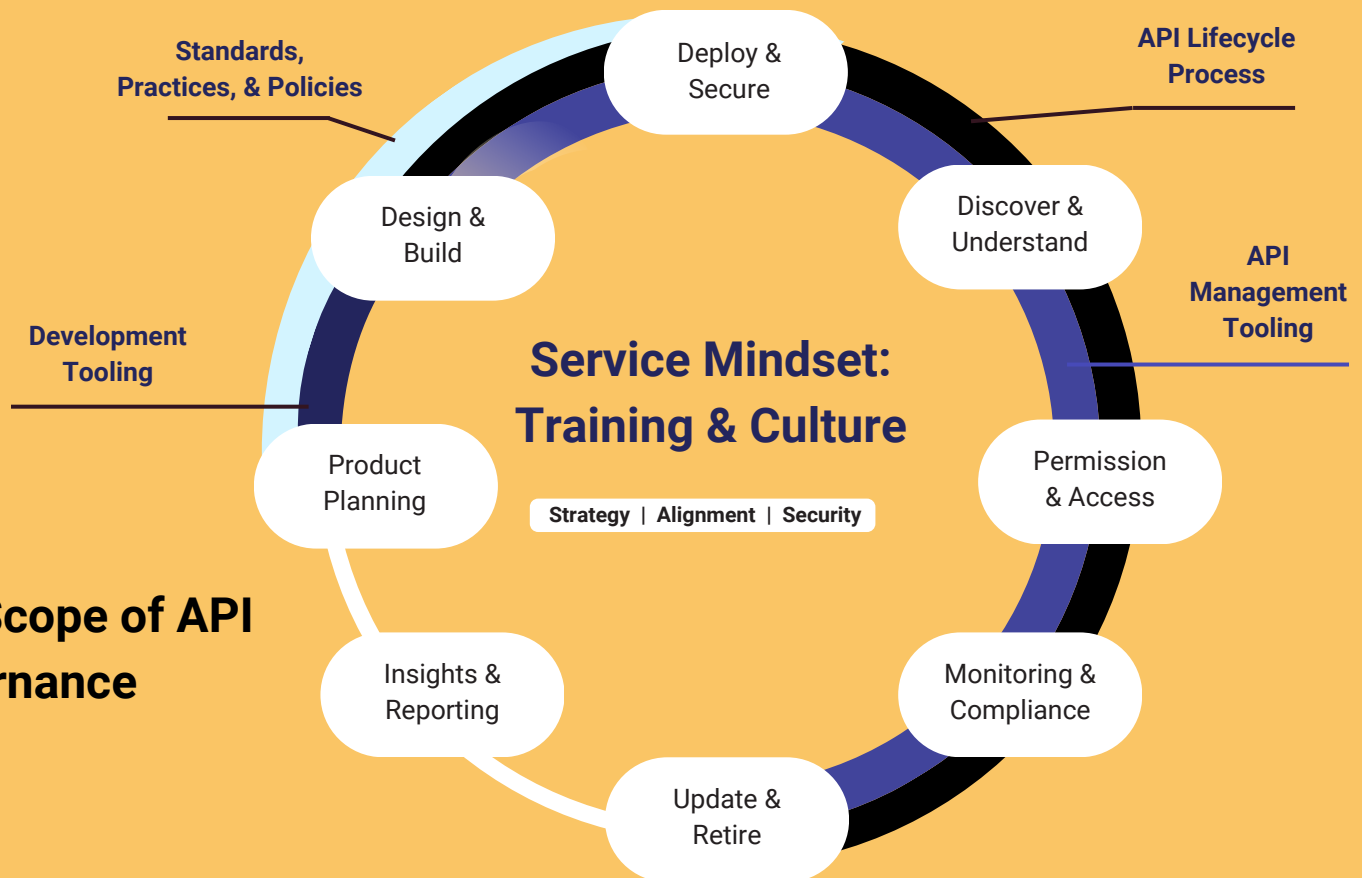 Standards,
Practices, & Policies
Deploy &
Secure
API Lifecycle
Process
Design &
Build
Discover &
Understand
API
Management
Tooling
Development
Tooling
Service Mindset:
Training & Culture
Product
Planning
Permission
& Access
Strategy | Alignment | Security
Scope of API
rnance
Insights &
Reporting
Monitoring &
Compliance
Update &
Retire